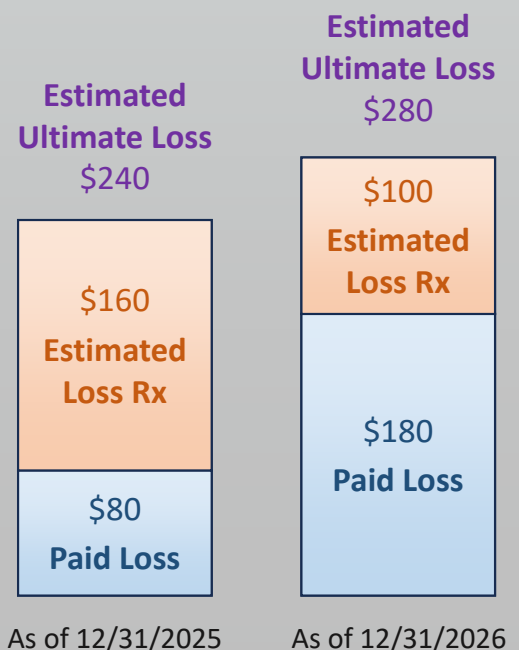 Estimated
Ultimate Loss
$240
$160
Estimated
Loss Rx
$80
Paid Loss
As of 12/31/2025
Estimated
Ultimate Loss
$280
$100
Estimated
Loss Rx
$180
Paid Loss
As of 12/31/2026